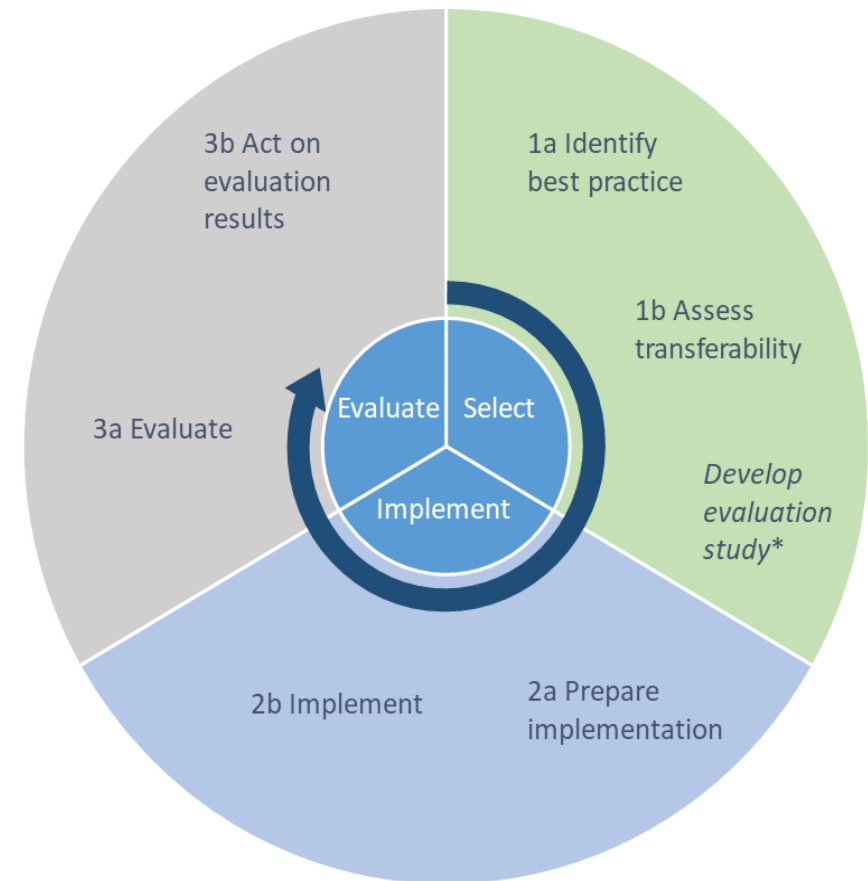 3b Act on
evaluation
results
1a Identify
best practice
1b Assess
transferability
3a Evaluate
Evaluate
Select
Implement
Develop
evaluation
study*
2b Implement
2a Prepare
implementation